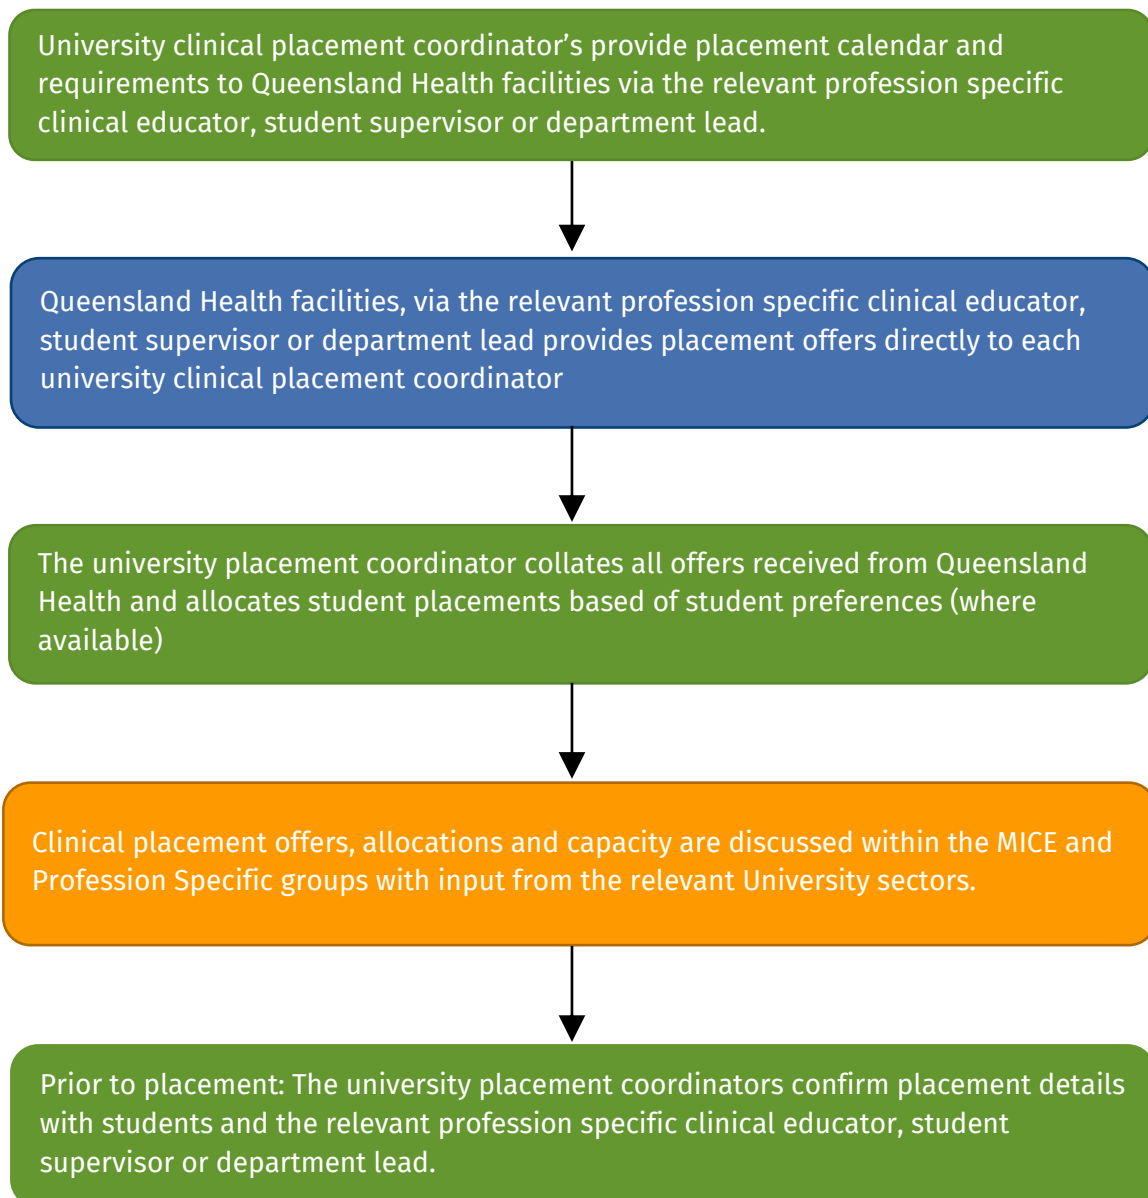 University clinical placement coordinator’s provide placement calendar and
requirements to Queensland Health facilities via the relevant profession specific
clinical educator, student supervisor or department lead.
Queensland Health facilities, via the relevant profession specific clinical educator,
student supervisor or department lead provides placement offers directly to each
university clinical placement coordinator
The university placement coordinator collates all offers received from Queensland
Health and allocates student placements based of student preferences (where
available)
Clinical placement offers, allocations and capacity are discussed within the MICE and
Profession Specific groups with input from the relevant University sectors.
Prior to placement: The university placement coordinators confirm placement details
with students and the relevant profession specific clinical educator, student
supervisor or department lead.